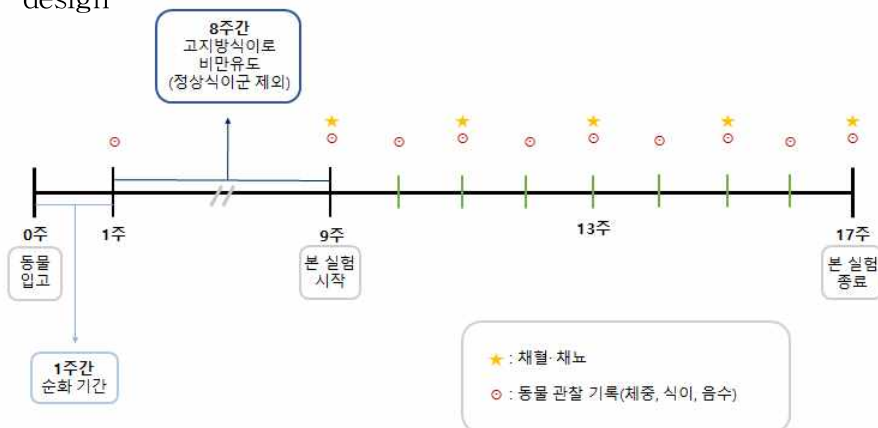 design
8주간
고지방식이로
비만유도
(정상식이군 제외)
0주
1주
9주
13주
17주
동물
입고
본 실험
시작
본 실험
종료
1주간
순화 기간
★ : 채혈· 채뇨
⊙ : 동물 관찰 기록(체중, 식이, 음수)